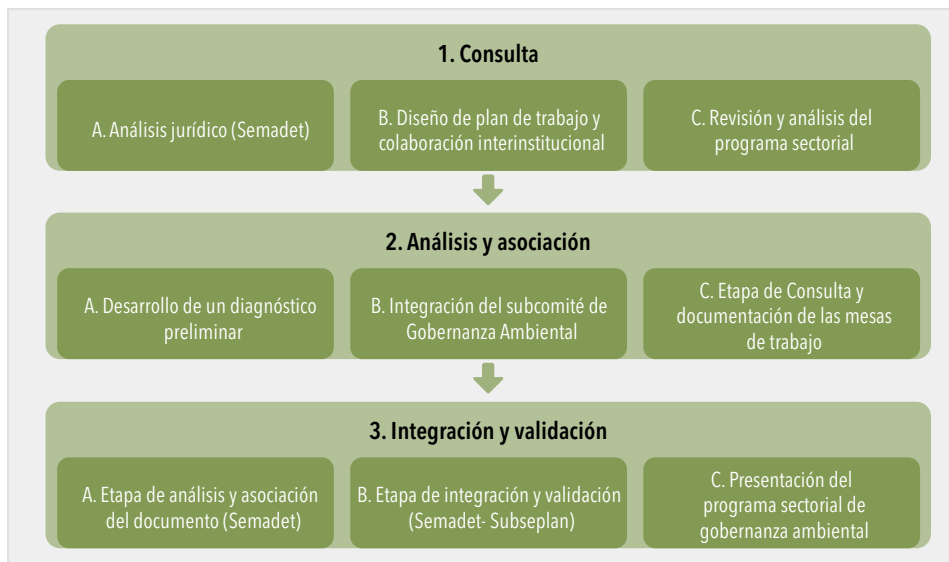 1. Consulta
A. Análisis jurídico (Semadet)
B. Diseño de plan de trabajo y
colaboración interinstitucional
C. Revisión y análisis del
programa sectorial
2. Análisis y asociación
A. Desarrollo de un diagnóstico
preliminar
B. Integración del subcomité de
Gobernanza Ambiental
C. Etapa de Consulta y
documentación de las mesas
de trabajo
3. Integración y validación
A. Etapa de análisis y asociación
del documento (Semadet)
B. Etapa de integración y validación
(Semadet- Subseplan)
C. Presentación del
programa sectorial de
gobernanza ambiental